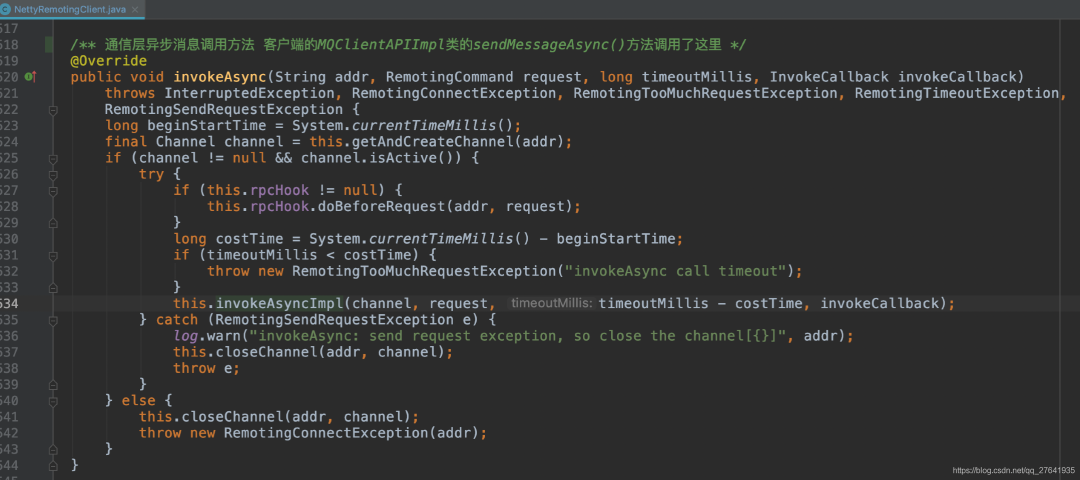 NettyRemotingClient.java ×
517
518 /** 通信层异步消息调用方法 客户端的MQClientAPIImpl类的sendMessageAsync()方法调用了这里 */
519 @Override
520 public void invokeAsync(String addr, RemotingCommand request, long timeoutMillis, InvokeCallback invokeCallback)
521 throws InterruptedException, RemotingConnectException, RemotingTooMuchRequestException, RemotingTimeoutException,
522 RemotingSendRequestException {
523 long beginStartTime = System.currentTimeMillis();
524 final Channel channel = this.getAndCreateChannel(addr);
525 if (channel != null && channel.isActive()) {
526 try {
527 if (this.rpcHook != null) {
528 this.rpcHook.doBeforeRequest(addr, request);
529 }
530 long costTime = System.currentTimeMillis() - beginStartTime;
531 if (timeoutMillis < costTime) {
532 throw new RemotingTooMuchRequestException("invokeAsync call timeout");
533 }
534 this.invokeAsyncImpl(channel, request, timeoutMillis: timeoutMillis - costTime, invokeCallback);
535 } catch (RemotingSendRequestException e) {
536 log.warn("invokeAsync: send request exception, so close the channel[{}]", addr);
537 this.closeChannel(addr, channel);
538 throw e;
539 }
540 } else {
541 this.closeChannel(addr, channel);
542 throw new RemotingConnectException(addr);
543 }
544 }
https://blog.csdn.net/qq_27641935